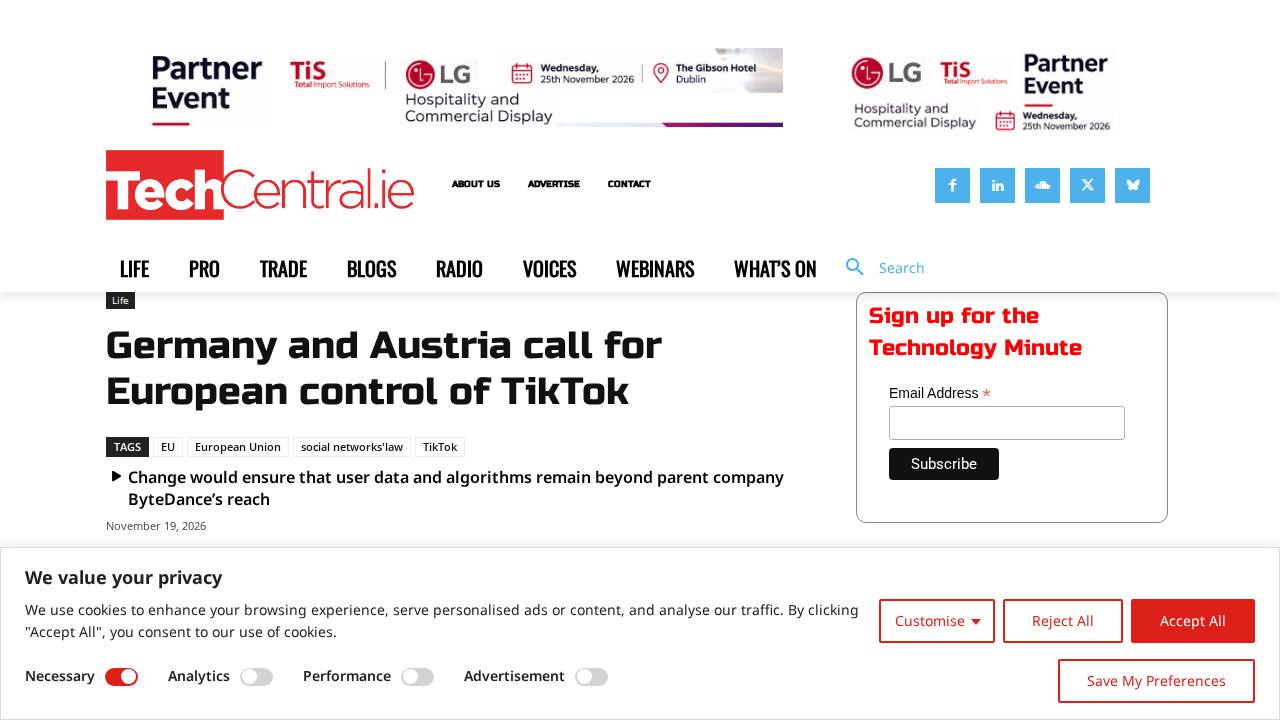 Partner
Event
TiS
Total Import Solutions
LG
Hospitality and
Commercial Display
Wednesday,
25th November 2026
The Gibson Hotel
Dublin
LG
TiS
Total Import Solutions
Partner
Event
Hospitality and
Commercial Display
Wednesday,
25th November 2026
TechCentral.ie
ABOUT US ADVERTISE CONTACT
LIFE PRO TRADE BLOGS RADIO VOICES WEBINARS WHAT'S ON Search
Life
Germany and Austria call for
European control of TikTok
TAGS EU European Union social networks'law TikTok
Change would ensure that user data and algorithms remain beyond parent company
ByteDance’s reach
November 19, 2026
Sign up for the
Technology Minute
Email Address *
Subscribe
We value your privacy
We use cookies to enhance your browsing experience, serve personalised ads or content, and analyse our traffic. By clicking
"Accept All", you consent to our use of cookies.
Customise Reject All Accept All
Necessary Analytics Performance Advertisement
Save My Preferences